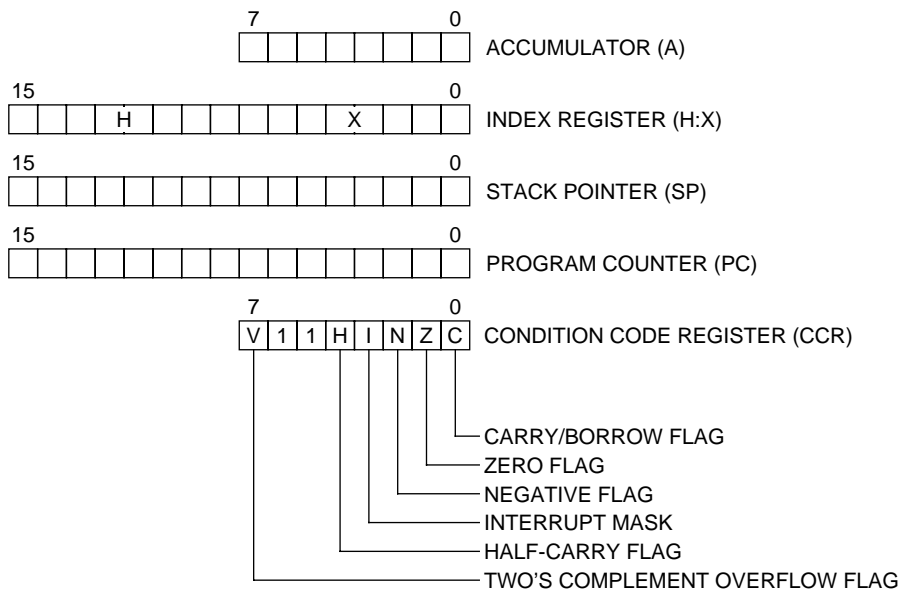 7 0
ACCUMULATOR (A)
15 0
H X INDEX REGISTER (H:X)
15 0
STACK POINTER (SP)
15 0
PROGRAM COUNTER (PC)
7 0
V 1 1 H I N Z C CONDITION CODE REGISTER (CCR)
CARRY/BORROW FLAG
ZERO FLAG
NEGATIVE FLAG
INTERRUPT MASK
HALF-CARRY FLAG
TWO'S COMPLEMENT OVERFLOW FLAG